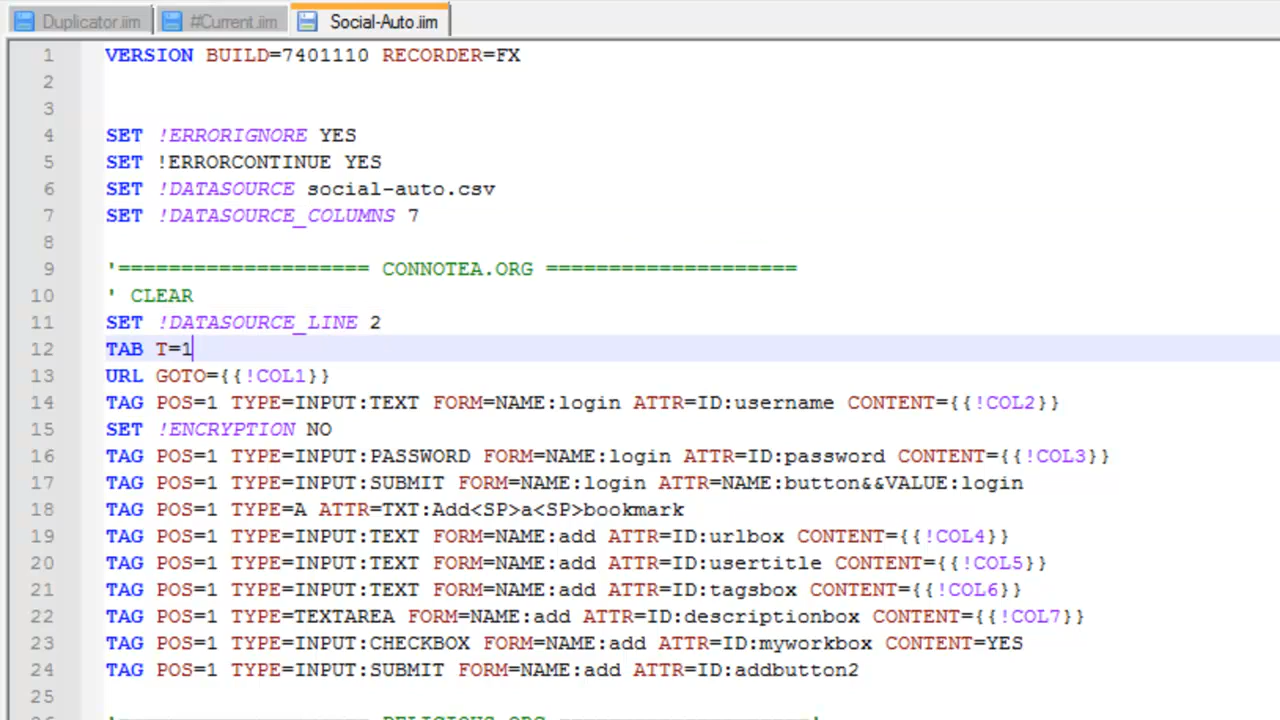 Duplicator.iim #Current.iim Social-Auto.iim
1 VERSION BUILD=7401110 RECORDER=FX
2
3
4 SET !ERRORIGNORE YES
5 SET !ERRORCONTINUE YES
6 SET !DATASOURCE social-auto.csv
7 SET !DATASOURCE_COLUMNS 7
8
9 '==================== CONNOTEA.ORG ====================
10 ' CLEAR
11 SET !DATASOURCE_LINE 2
12 TAB T=1
13 URL GOTO={{!COL1}}
14 TAG POS=1 TYPE=INPUT:TEXT FORM=NAME:login ATTR=ID:username CONTENT={{!COL2}}
15 SET !ENCRYPTION NO
16 TAG POS=1 TYPE=INPUT:PASSWORD FORM=NAME:login ATTR=ID:password CONTENT={{!COL3}}
17 TAG POS=1 TYPE=INPUT:SUBMIT FORM=NAME:login ATTR=NAME:button&&VALUE:login
18 TAG POS=1 TYPE=A ATTR=TXT:Add<SP>a<SP>bookmark
19 TAG POS=1 TYPE=INPUT:TEXT FORM=NAME:add ATTR=ID:urlbox CONTENT={{!COL4}}
20 TAG POS=1 TYPE=INPUT:TEXT FORM=NAME:add ATTR=ID:usertitle CONTENT={{!COL5}}
21 TAG POS=1 TYPE=INPUT:TEXT FORM=NAME:add ATTR=ID:tagsbox CONTENT={{!COL6}}
22 TAG POS=1 TYPE=TEXTAREA FORM=NAME:add ATTR=ID:descriptionbox CONTENT={{!COL7}}
23 TAG POS=1 TYPE=INPUT:CHECKBOX FORM=NAME:add ATTR=ID:myworkbox CONTENT=YES
24 TAG POS=1 TYPE=INPUT:SUBMIT FORM=NAME:add ATTR=ID:addbutton2
25
26 '==================== DELICIOUS.ORG ===================='